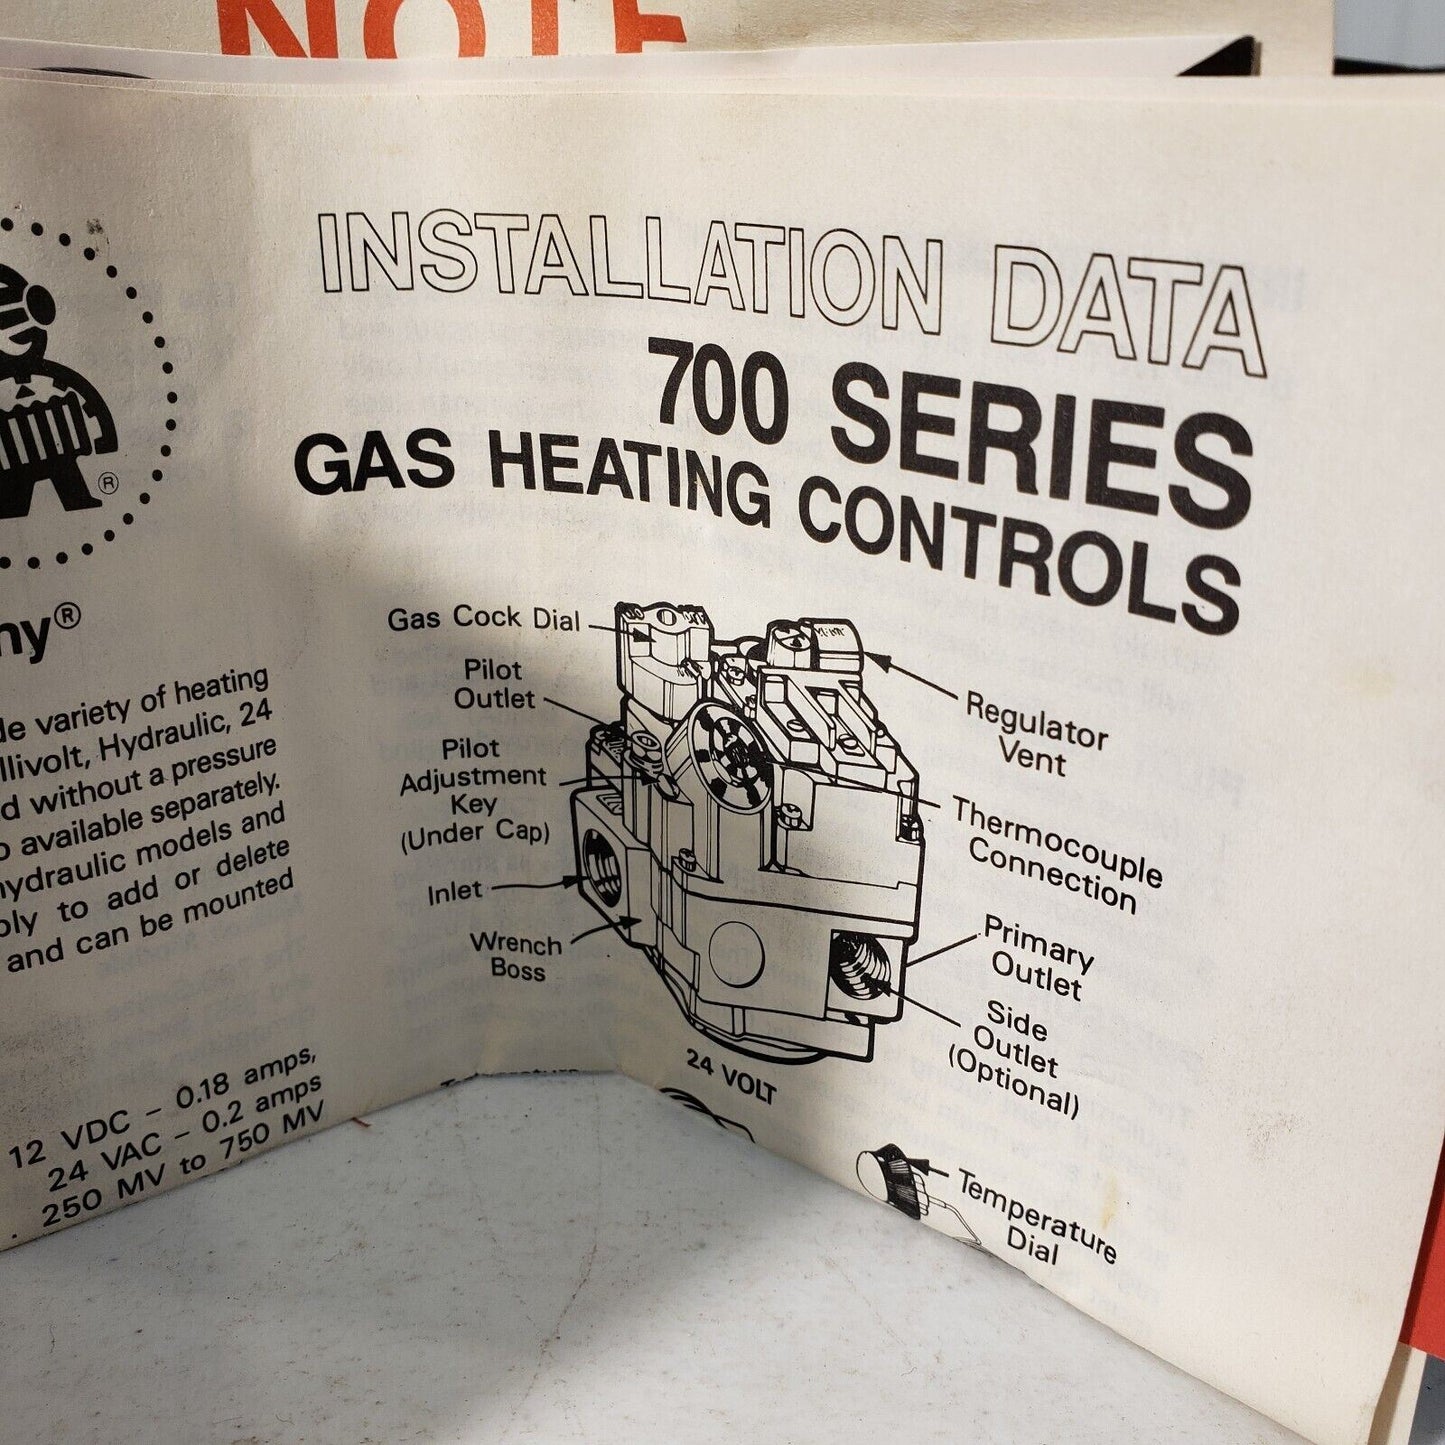 NOTE
®
ny®
de variety of heating
llivolt, Hydraulic, 24
d without a pressure
o available separately.
hydraulic models and
ply to add or delete
and can be mounted
12 VDC – 0.18 amps,
24 VAC – 0.2 amps
250 MV to 750 MV
INSTALLATION DATA
700 SERIES
GAS HEATING CONTROLS
Gas Cock Dial
Pilot
Outlet
Pilot
Adjustment
Key
(Under Cap)
Inlet
Wrench
Boss
Regulator
Vent
Thermocouple
Connection
Primary
Outlet
Side
Outlet
(Optional)
24 VOLT
Temperature
Temperature
Dial